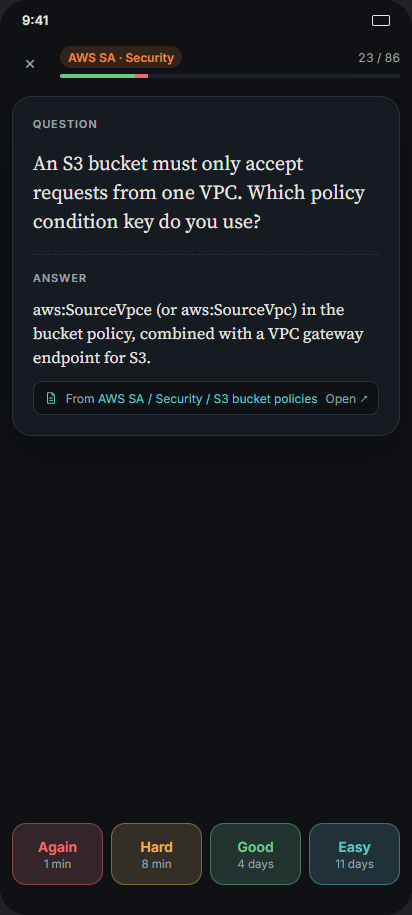 9:41
× AWS SA · Security 23 / 86
QUESTION
An S3 bucket must only accept
requests from one VPC. Which policy
condition key do you use?
ANSWER
aws:SourceVpce (or aws:SourceVpc) in the
bucket policy, combined with a VPC gateway
endpoint for S3.
From AWS SA / Security / S3 bucket policies Open ↗
Again Hard Good Easy
1 min 8 min 4 days 11 days